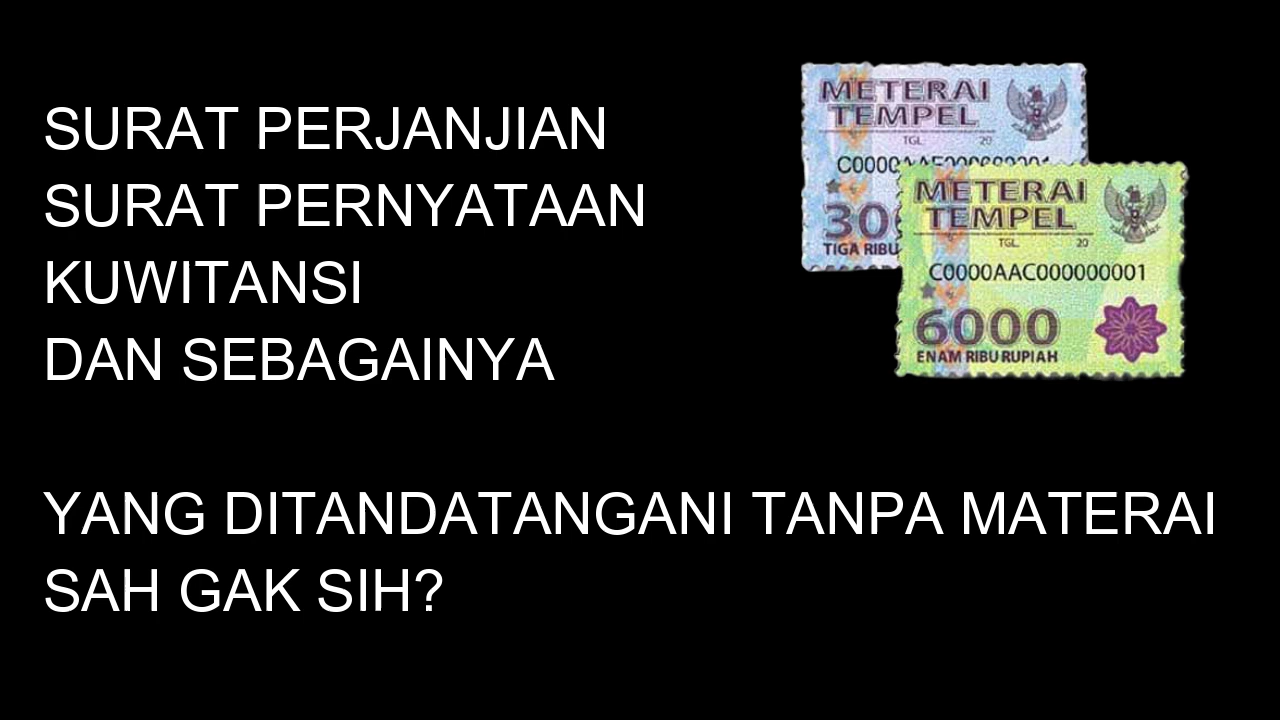 SURAT PERJANJIAN
SURAT PERNYATAAN
KUWITANSI
DAN SEBAGAINYA
YANG DITANDATANGANI TANPA MATERAI
SAH GAK SIH?
METERAI
TEMPEL
TGL. 20
TIGA RIBU
METERAI
TEMPEL
TGL. 20
C0000AAC000000001
6000
ENAM RIBU RUPIAH